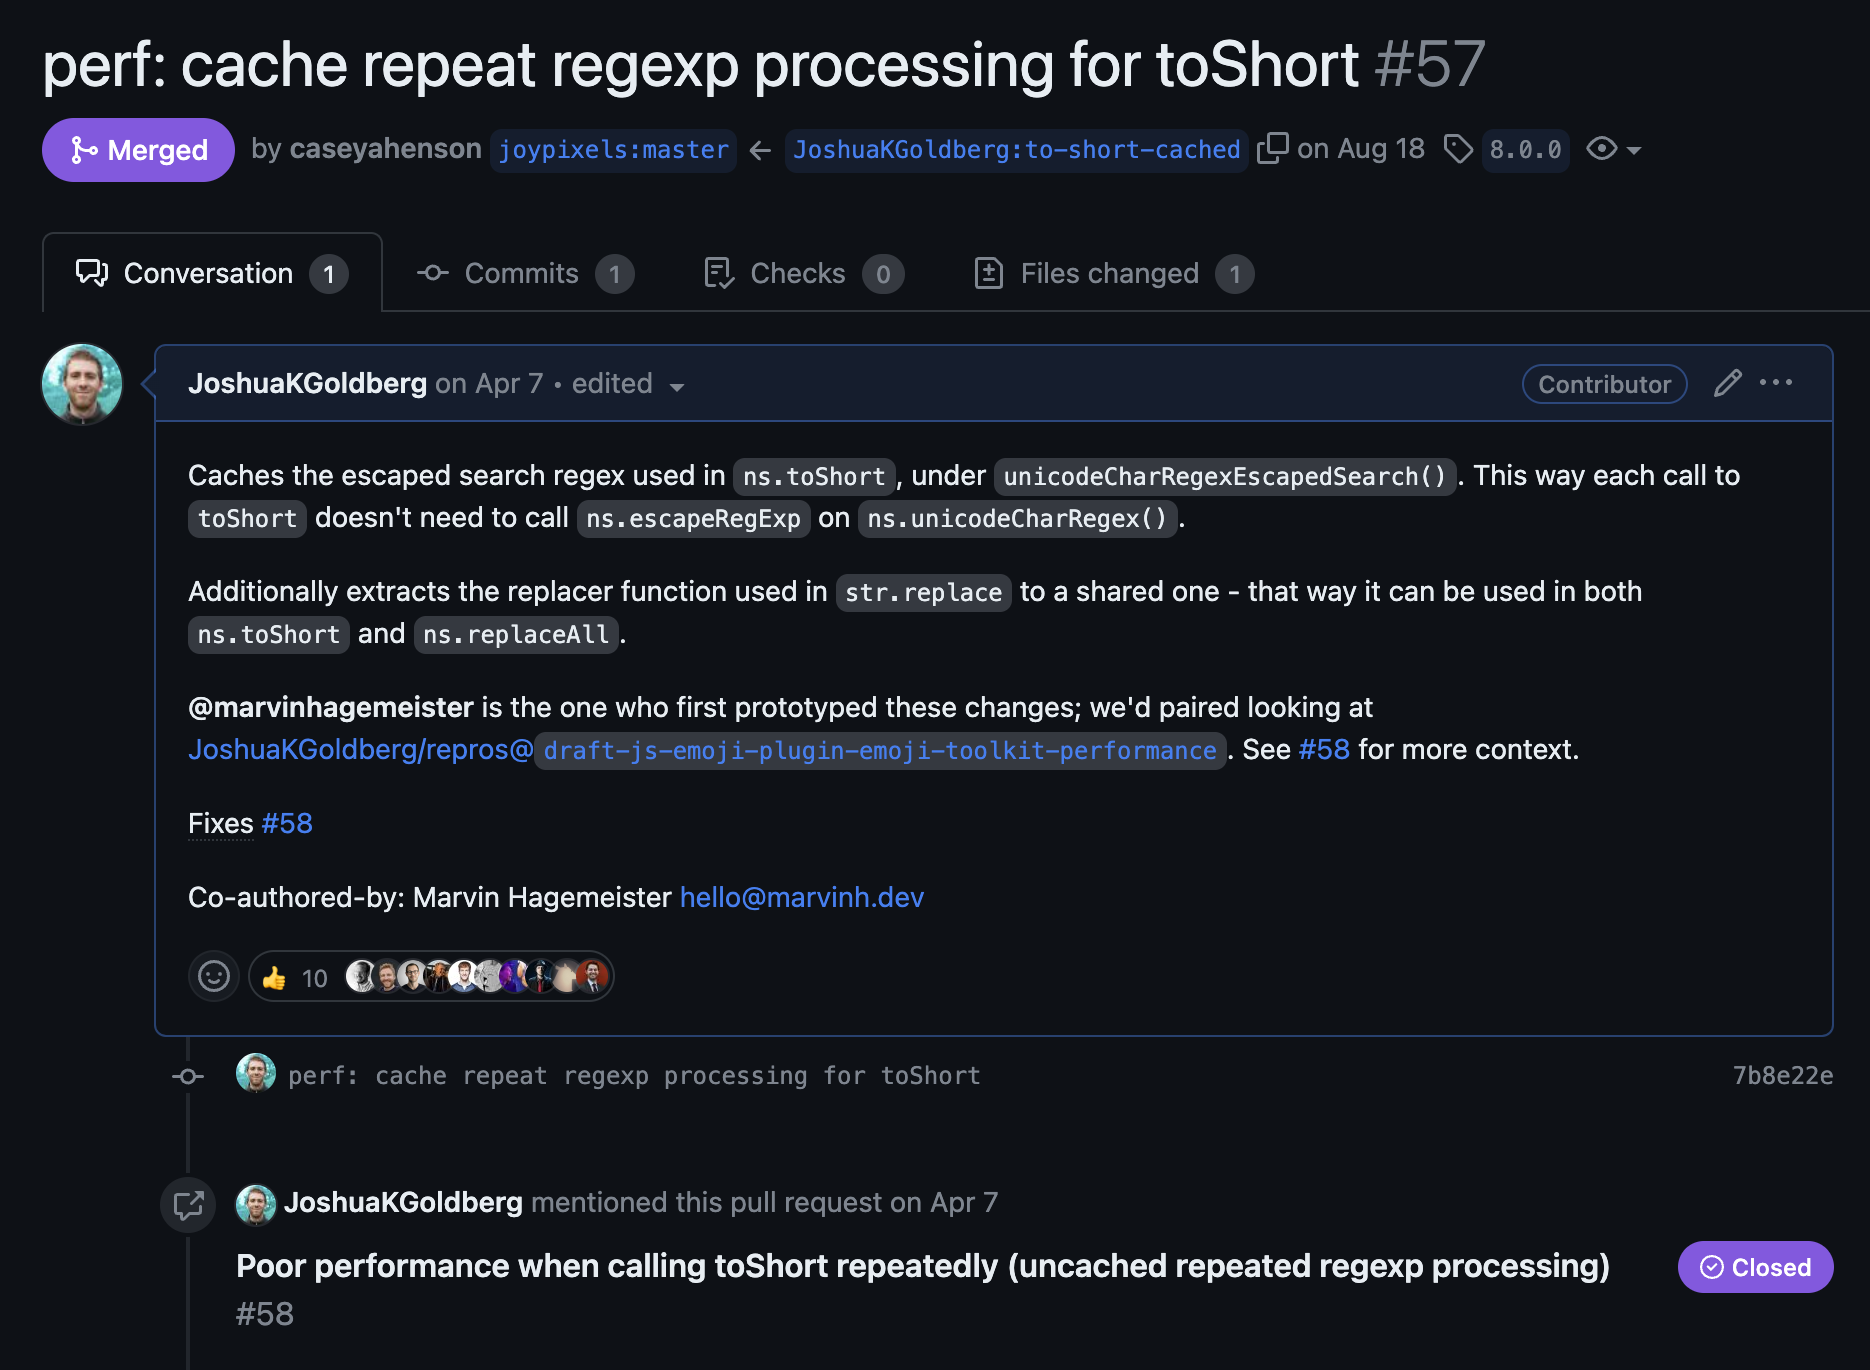 perf: cache repeat regexp processing for toShort #57
Merged by caseyahenson joypixels:master ← JoshuaKGoldberg:to-short-cached on Aug 18 8.0.0
Conversation 1 Commits 1 Checks 0 Files changed 1
JoshuaKGoldberg on Apr 7 • edited Contributor
Caches the escaped search regex used in ns.toShort, under unicodeCharRegexEscapedSearch(). This way each call to
toShort doesn't need to call ns.escapeRegExp on ns.unicodeCharRegex().
Additionally extracts the replacer function used in str.replace to a shared one - that way it can be used in both
ns.toShort and ns.replaceAll.
@marvinhagemeister is the one who first prototyped these changes; we'd paired looking at
JoshuaKGoldberg/repros@draft-js-emoji-plugin-emoji-toolkit-performance. See #58 for more context.
Fixes #58
Co-authored-by: Marvin Hagemeister hello@marvinh.dev
👍 10
perf: cache repeat regexp processing for toShort 7b8e22e
JoshuaKGoldberg mentioned this pull request on Apr 7
Poor performance when calling toShort repeatedly (uncached repeated regexp processing) Closed
#58